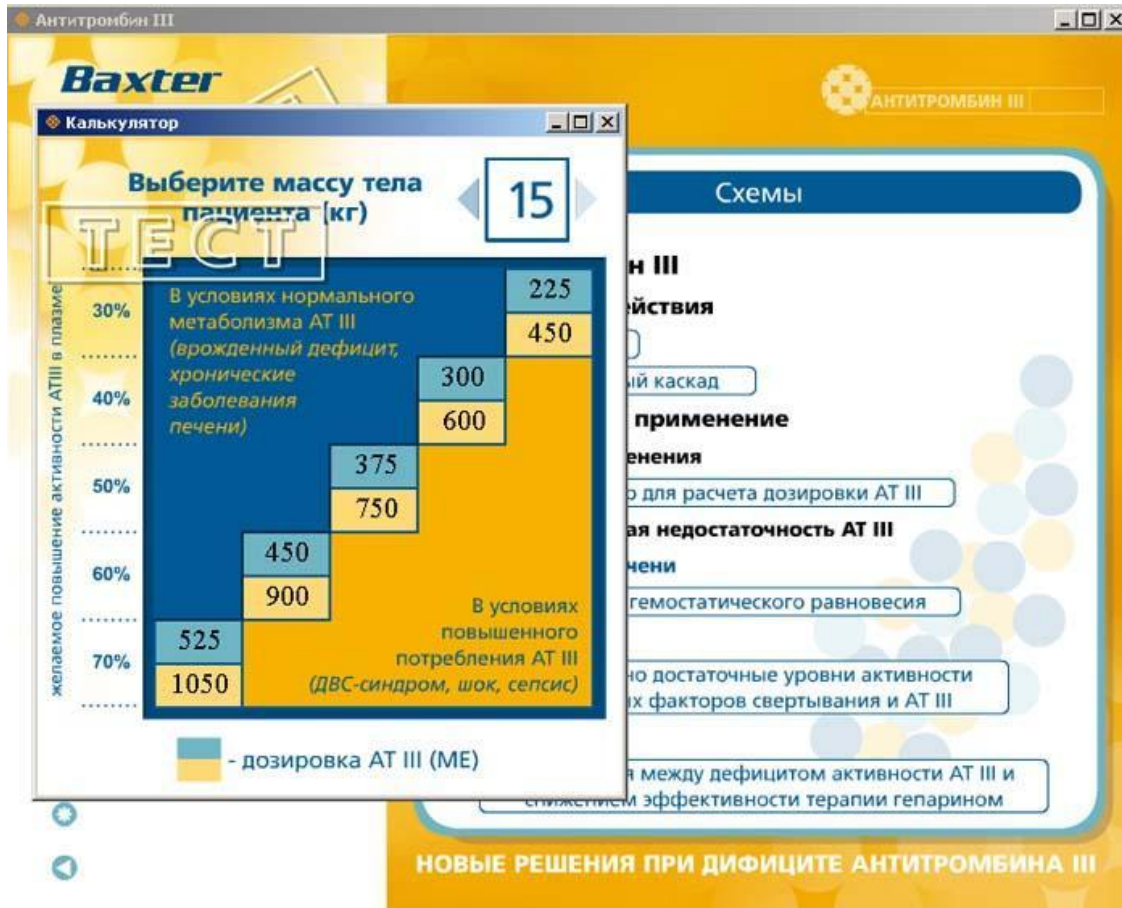 Антитромбин III
Baxter
АНТИТРОМБИН III
Калькулятор
Выберите массу тела
пациента (кг)
15
ТЕСТ
желаемое повышение активности АТIII в плазме
30%
40%
50%
60%
70%
В условиях нормального
метаболизма АТ III
(врожденный дефицит,
хронические
заболевания
печени)
225
450
300
600
375
750
450
900
525
1050
В условиях
повышенного
потребления АТ III
(ДВС-синдром, шок, сепсис)
- дозировка АТ III (МЕ)
Схемы
н III
ействия
ый каскад
применение
енения
р для расчета дозировки АТ III
ая недостаточность АТ III
чени
гемостатического равновесия
но достаточные уровни активности
х факторов свертывания и АТ III
я между дефицитом активности АТ III и
снижением эффективности терапии гепарином
НОВЫЕ РЕШЕНИЯ ПРИ ДИФИЦИТЕ АНТИТРОМБИНА III